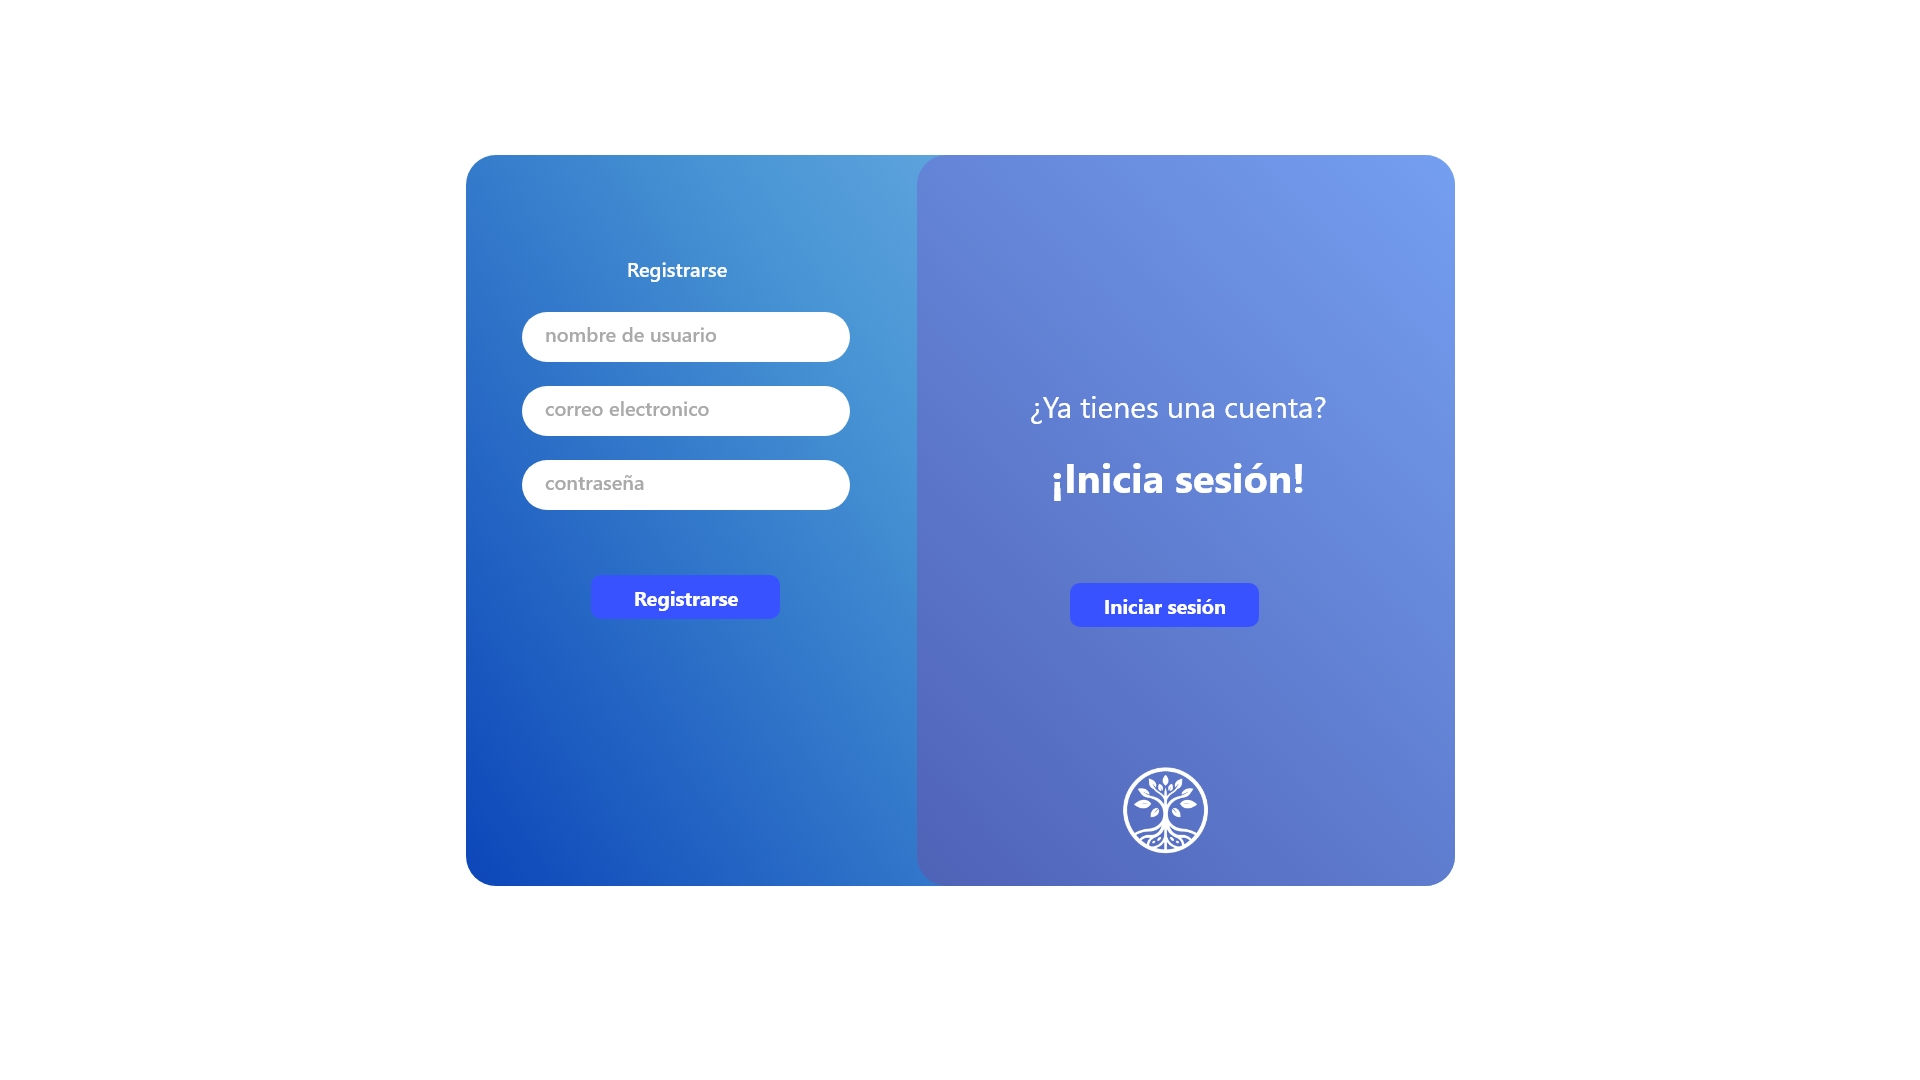 Registrarse
nombre de usuario
correo electronico
contraseña
Registrarse
¿Ya tienes una cuenta?
¡Inicia sesión!
Iniciar sesión